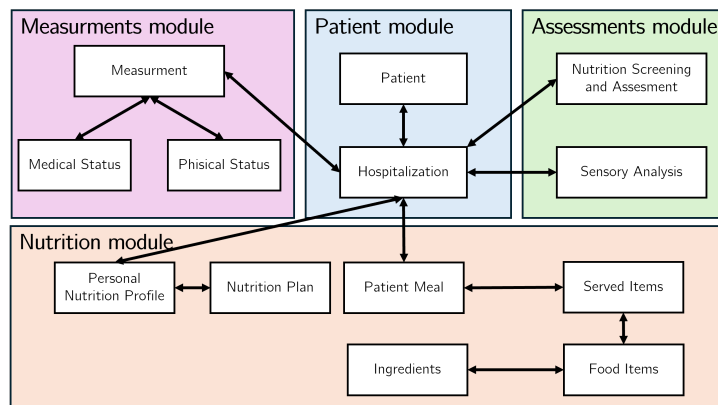 Measurments module
Measurment
Medical Status
Phisical Status
Patient module
Patient
Hospitalization
Assessments module
Nutrition Screening
and Assesment
Sensory Analysis
Nutrition module
Personal
Nutrition Profile
Nutrition Plan
Patient Meal
Served Items
Ingredients
Food Items